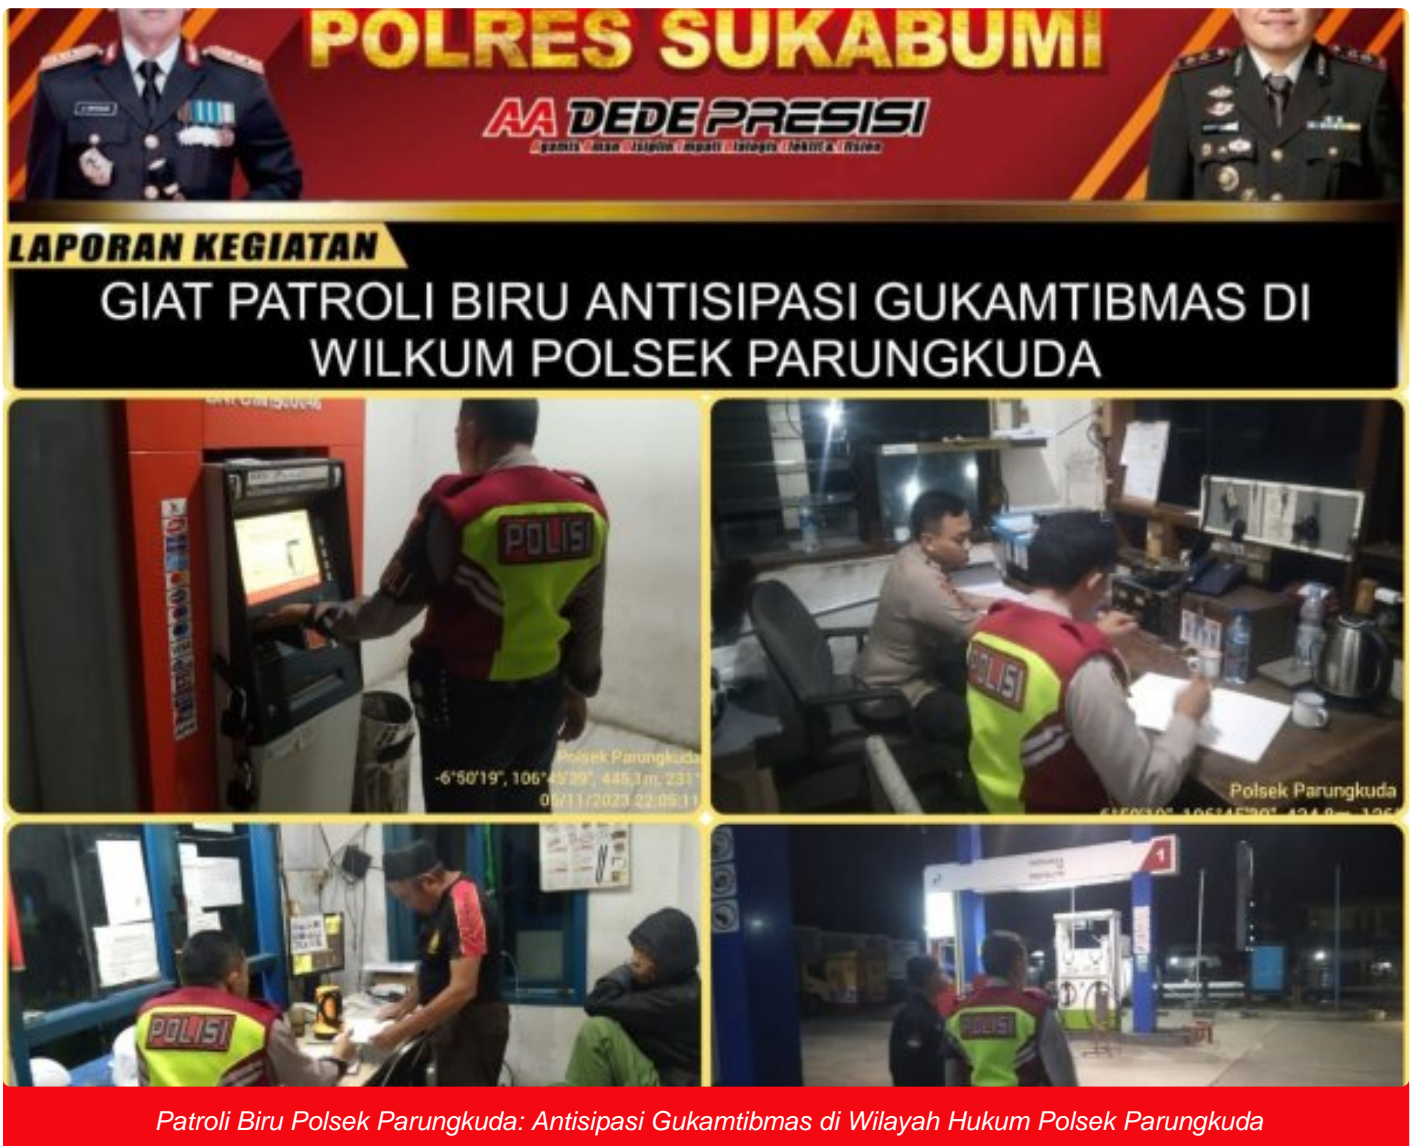 POLRES SUKABUMI
AA DEDE PRESISI
LAPORAN KEGIATAN
GIAT PATROLI BIRU ANTISIPASI GUKAMTIBMAS DI
WILKUM POLSEK PARUNGKUDA
POLISI
Polsek Parungkuda
-6°50'19", 106°45'39", 445,1m, 231°
05/11/2023 22:05:11
POLISI
Polsek Parungkuda
POLISI
1
POLISI
Patroli Biru Polsek Parungkuda: Antisipasi Gukamtibmas di Wilayah Hukum Polsek Parungkuda